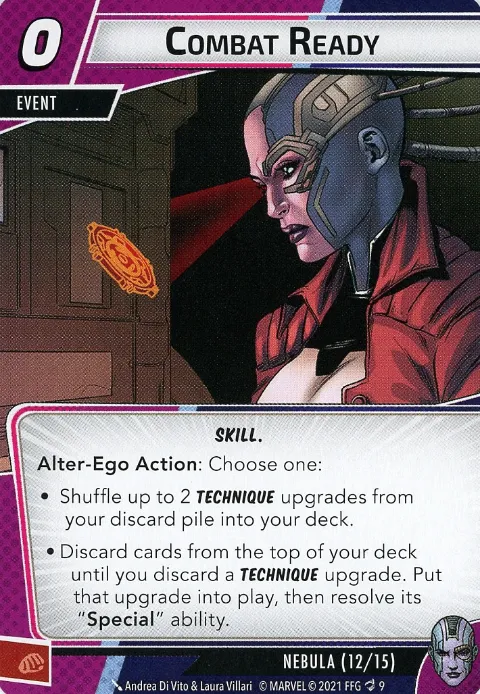 0
COMBAT READY
EVENT
SKILL.
Alter-Ego Action: Choose one:
• Shuffle up to 2 TECHNIQUE upgrades from
your discard pile into your deck.
• Discard cards from the top of your deck
until you discard a TECHNIQUE upgrade. Put
that upgrade into play, then resolve its
"Special" ability.
NEBULA (12/15)
Andrea Di Vito & Laura Villari © MARVEL © 2021 FFG 9